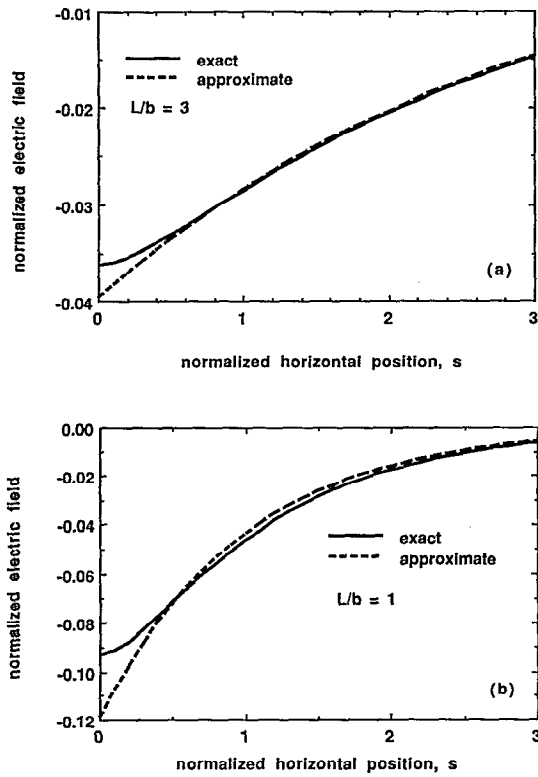 -0.01
exact
approximate
L/b = 3
-0.02
normalized electric field
-0.03
(a)
-0.04
0 1 2 3
normalized horizontal position, s
0.00
-0.02
-0.04
exact
approximate
normalized electric field
-0.06
L/b = 1
-0.08
-0.10
(b)
-0.12
0 1 2 3
normalized horizontal position, s